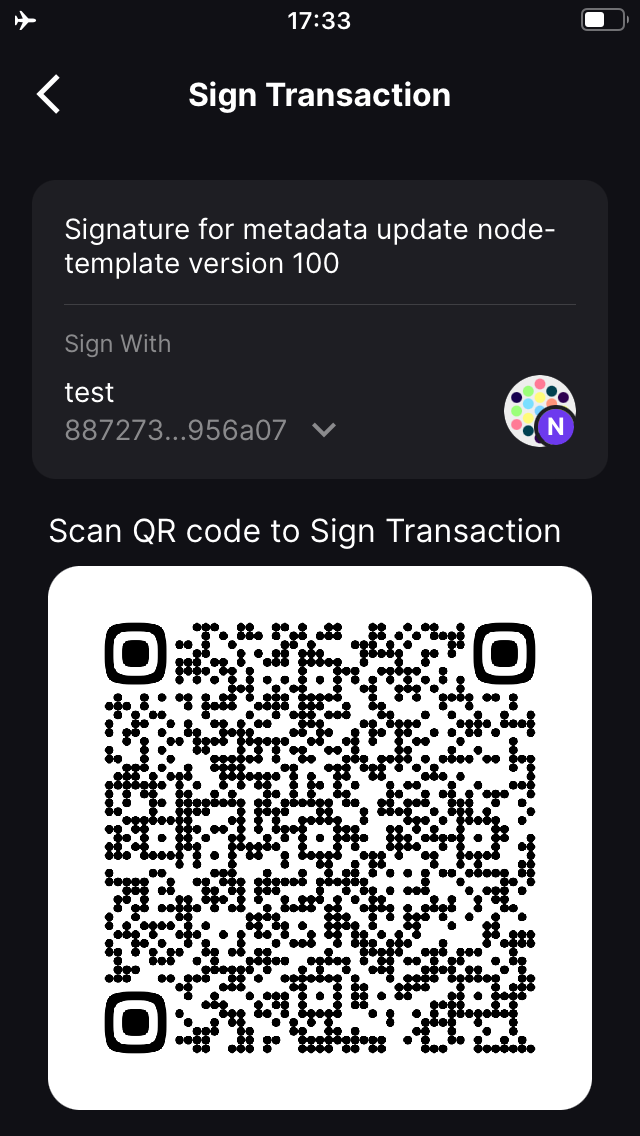 17:33
Sign Transaction
Signature for metadata update node-
template version 100
Sign With
test
887273...956a07
N
Scan QR code to Sign Transaction